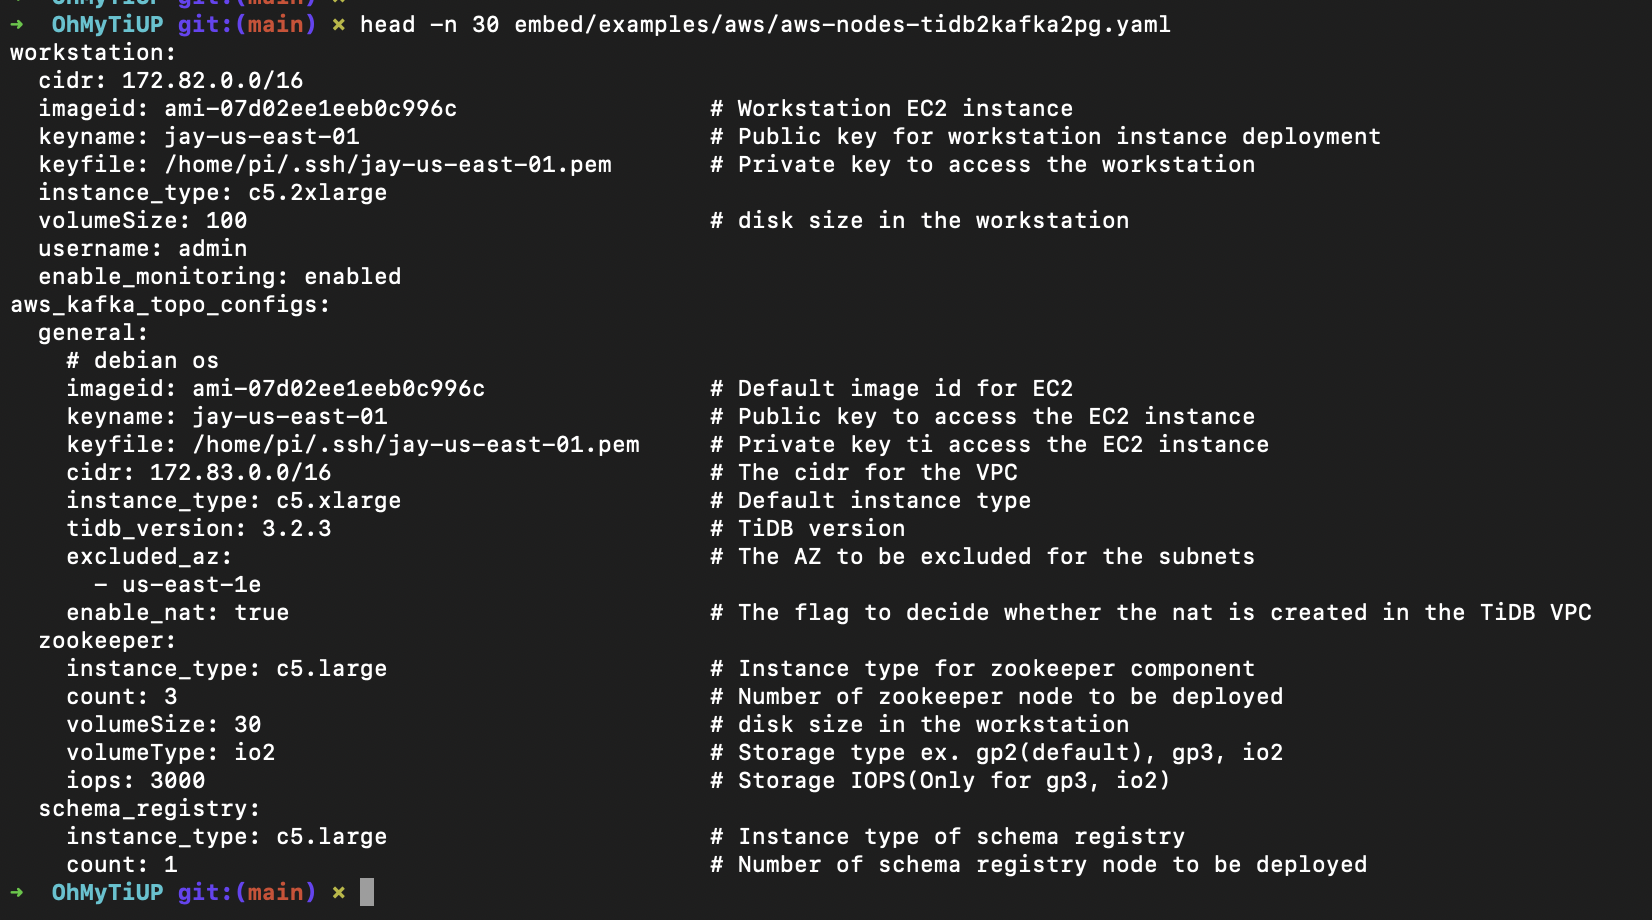 OhMyTiUP git:(main) ×
➜  OhMyTiUP git:(main) × head -n 30 embed/examples/aws/aws-nodes-tidb2kafka2pg.yaml
workstation:
  cidr: 172.82.0.0/16
  imageid: ami-07d02ee1eeb0c996c                  # Workstation EC2 instance
  keyname: jay-us-east-01                         # Public key for workstation instance deployment
  keyfile: /home/pi/.ssh/jay-us-east-01.pem       # Private key to access the workstation
  instance_type: c5.2xlarge
  volumeSize: 100                                 # disk size in the workstation
  username: admin
  enable_monitoring: enabled
aws_kafka_topo_configs:
  general:
    # debian os
    imageid: ami-07d02ee1eeb0c996c                # Default image id for EC2
    keyname: jay-us-east-01                       # Public key to access the EC2 instance
    keyfile: /home/pi/.ssh/jay-us-east-01.pem     # Private key ti access the EC2 instance
    cidr: 172.83.0.0/16                           # The cidr for the VPC
    instance_type: c5.xlarge                      # Default instance type
    tidb_version: 3.2.3                           # TiDB version
    excluded_az:                                  # The AZ to be excluded for the subnets
      - us-east-1e
    enable_nat: true                              # The flag to decide whether the nat is created in the TiDB VPC
  zookeeper:
    instance_type: c5.large                       # Instance type for zookeeper component
    count: 3                                      # Number of zookeeper node to be deployed
    volumeSize: 30                                # disk size in the workstation
    volumeType: io2                               # Storage type ex. gp2(default), gp3, io2
    iops: 3000                                    # Storage IOPS(Only for gp3, io2)
  schema_registry:
    instance_type: c5.large                       # Instance type of schema registry
    count: 1                                      # Number of schema registry node to be deployed
➜  OhMyTiUP git:(main) ×